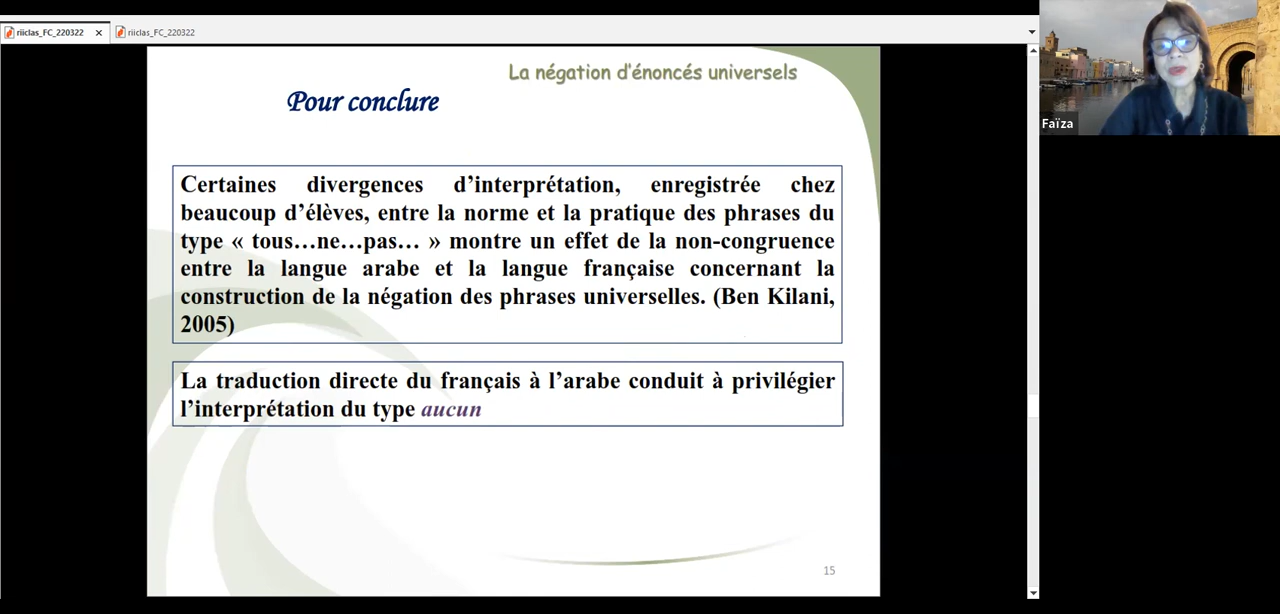 riiclas_FC_220322
riiclas_FC_220322
Faïza
La négation d'énoncés universels
Pour conclure
Certaines divergences d'interprétation, enregistrée chez
beaucoup d'élèves, entre la norme et la pratique des phrases du
type « tous…ne…pas… » montre un effet de la non-congruence
entre la langue arabe et la langue française concernant la
construction de la négation des phrases universelles. (Ben Kilani,
2005)
La traduction directe du français à l'arabe conduit à privilégier
l'interprétation du type aucun
15